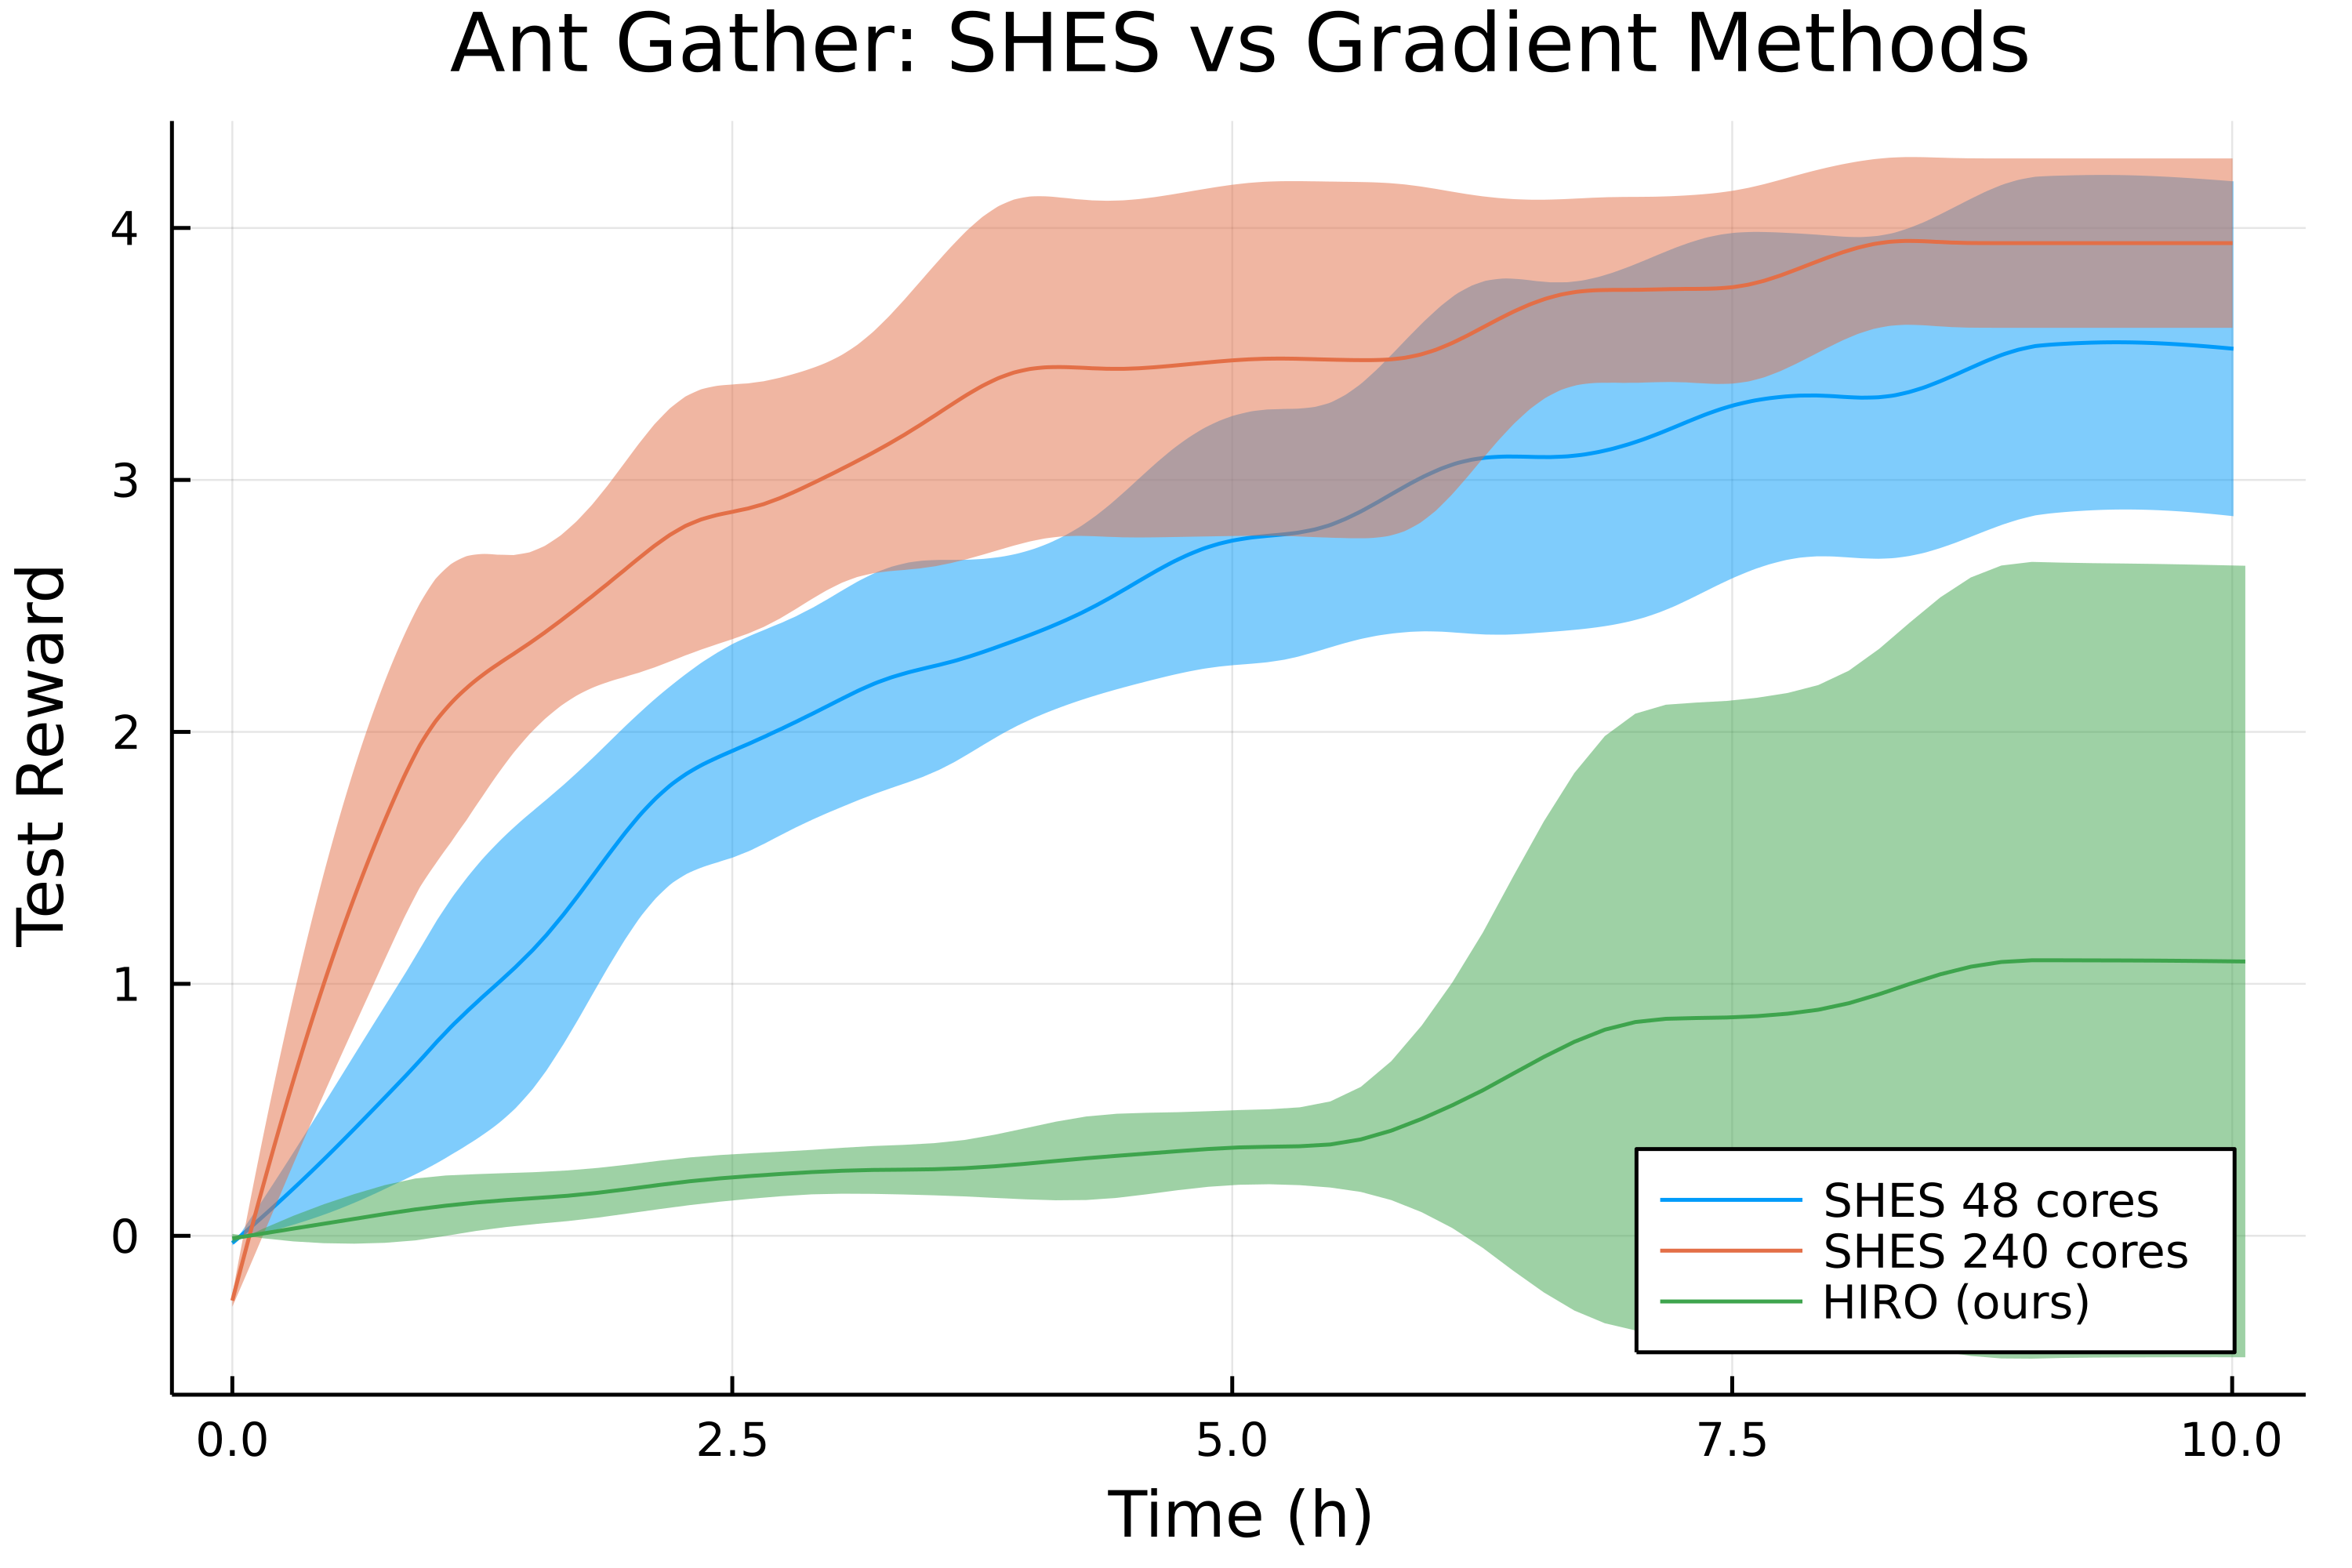 Ant Gather: SHES vs Gradient Methods
Test Reward
4
3
2
1
0
SHES 48 cores
SHES 240 cores
HIRO (ours)
0.0 2.5 5.0 7.5 10.0
Time (h)